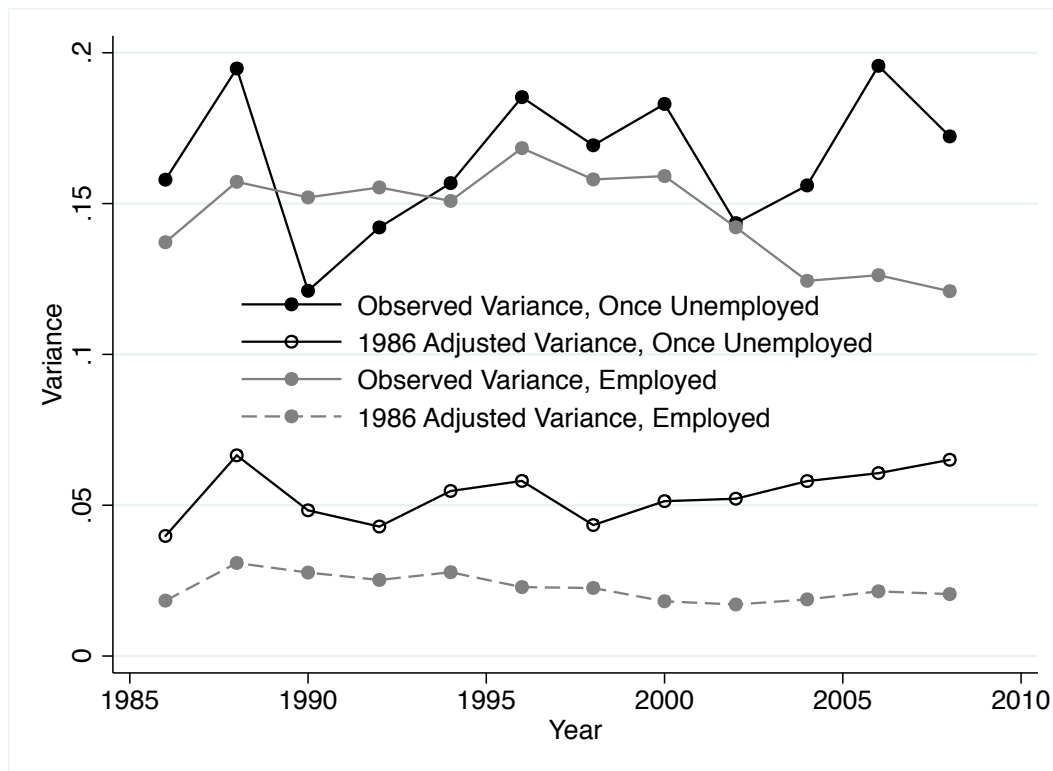 .2
.15
.1
.05
0
Variance
Observed Variance, Once Unemployed
1986 Adjusted Variance, Once Unemployed
Observed Variance, Employed
1986 Adjusted Variance, Employed
1985 1990 1995 2000 2005 2010
Year